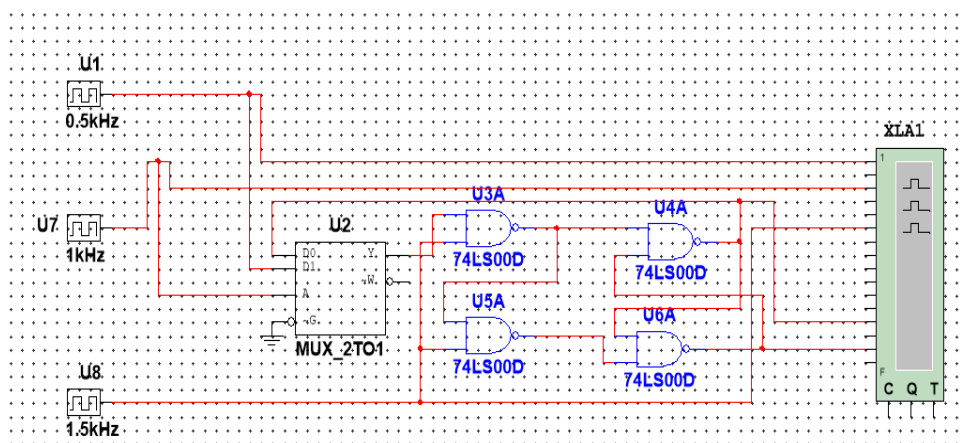 U1
0.5kHz
XLA1
1
U7
1kHz
U2
D0 Y
D1
~W
A
~G
MUX_2TO1
U3A
74LS00D
U4A
74LS00D
U5A
74LS00D
U6A
74LS00D
U8
1.5kHz
F
C Q T